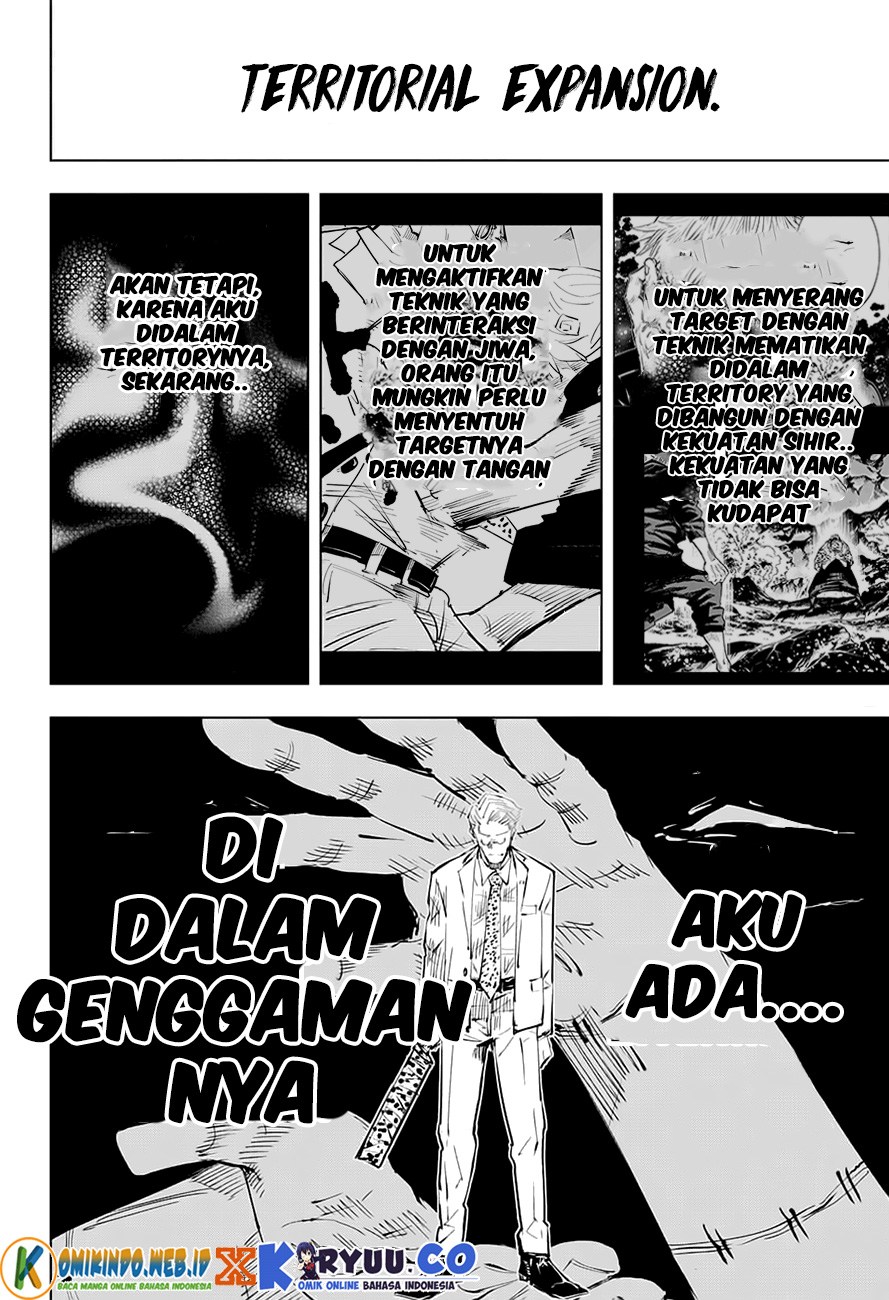 TERRITORIAL EXPANSION.
UNTUK MENYERANG
TARGET DENGAN
TEKNIK MEMATIKAN
DIDALAM
TERRITORY YANG
DIBANGUN DENGAN
KEKUATAN SIHIR..
KEKUATAN YANG
TIDAK BISA
KUDAPAT
UNTUK
MENGAKTIFKAN
TEKNIK YANG
BERINTERAKSI
DENGAN JIWA,
ORANG ITU
MUNGKIN PERLU
MENYENTUH
TARGETNYA
DENGAN TANGAN
AKAN TETAPI,
KARENA AKU
DIDALAM
TERRITORYNYA,
SEKARANG..
AKU
ADA....
DI
DALAM
GENGGAMAN
NYA
KOMIKINDO.WEB.ID
BACA MANGA ONLINE BAHASA INDONESIA
X
KIRYUU.CO
KOMIK ONLINE BAHASA INDONESIA